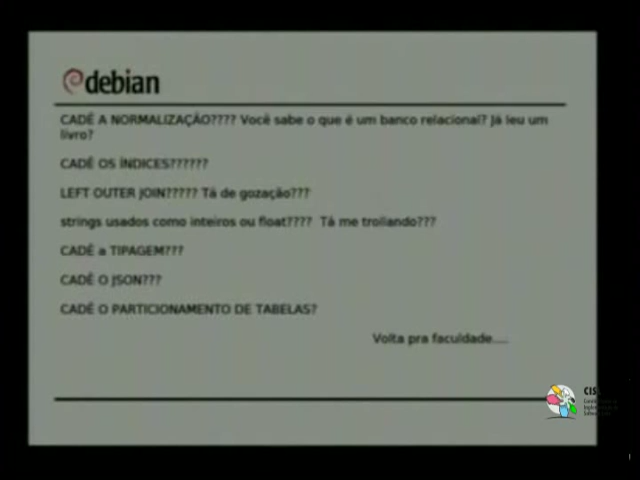 debian
CADÊ A NORMALIZAÇÃO???? Você sabe o que é um banco relacional? Já leu um
livro?
CADÊ OS ÍNDICES??????
LEFT OUTER JOIN????? Tá de gozação???
strings usados como inteiros ou float???? Tá me trollando???
CADÊ a TIPAGEM???
CADÊ O JSON???
CADÊ O PARTICIONAMENTO DE TABELAS?
Volta pra faculdade....
CIS